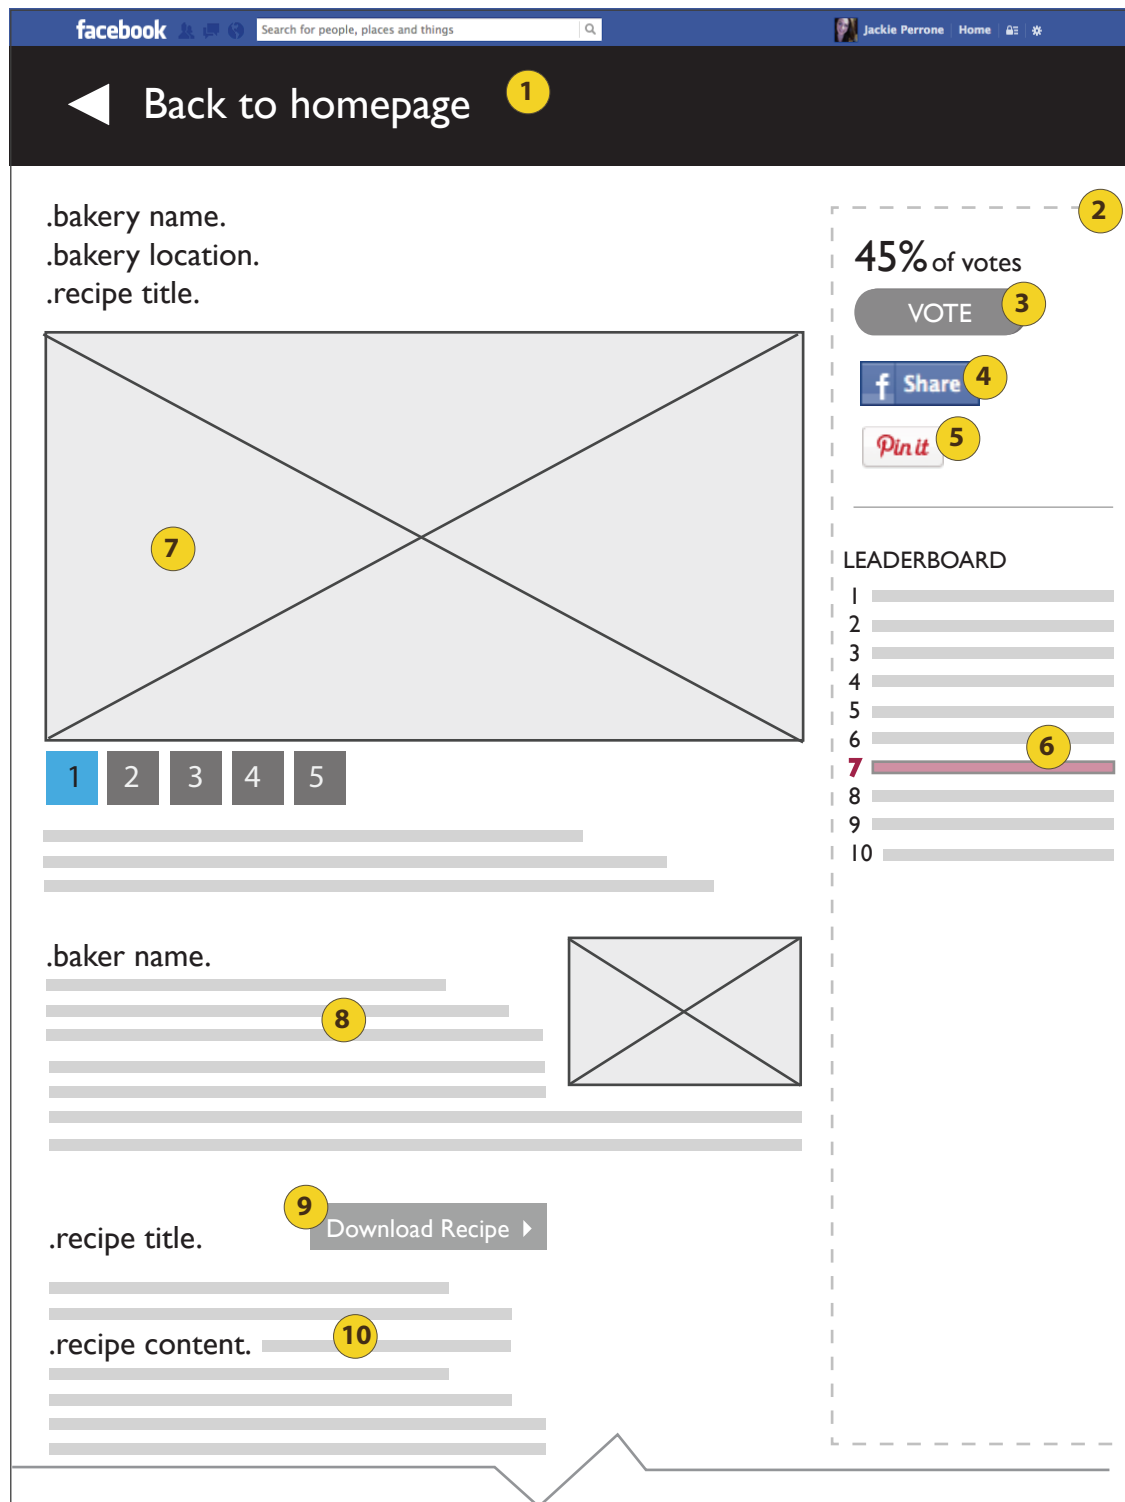 facebook
Search for people, places and things
Jackie Perrone Home
Back to homepage
1
.bakery name.
.bakery location.
.recipe title.
7
1 2 3 4 5
.baker name.
8
9
Download Recipe
.recipe title.
.recipe content.
10
2
45% of votes
VOTE
3
f Share
4
Pin it
5
LEADERBOARD
1
2
3
4
5
6
6
7
8
9
10